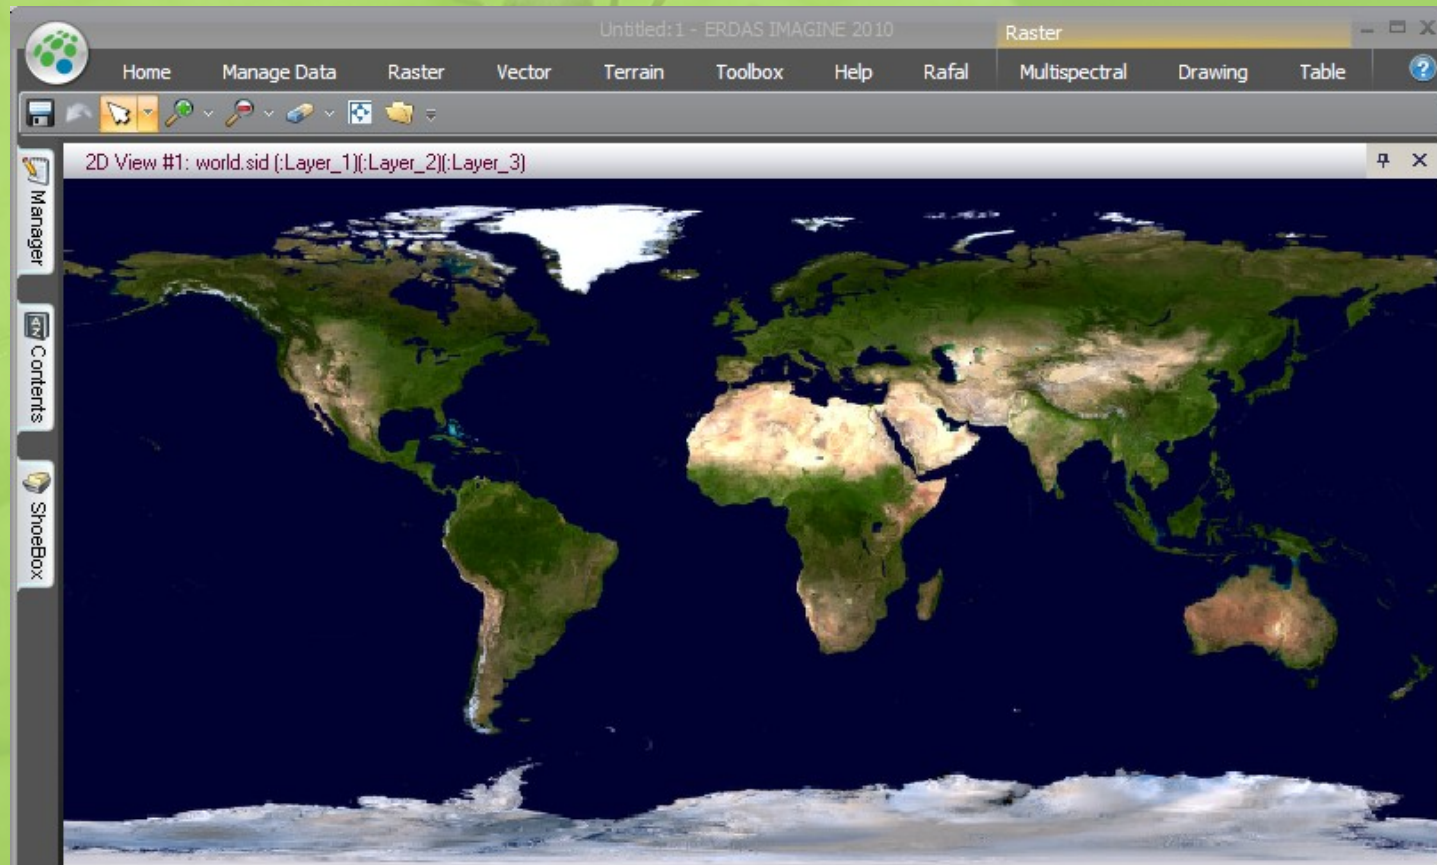 Untitled:1 - ERDAS IMAGINE 2010
Raster
Home Manage Data Raster Vector Terrain Toolbox Help Rafal Multispectral Drawing Table
2D View #1: world.sid (:Layer_1)(:Layer_2)(:Layer_3)
Manager
Contents
ShoeBox